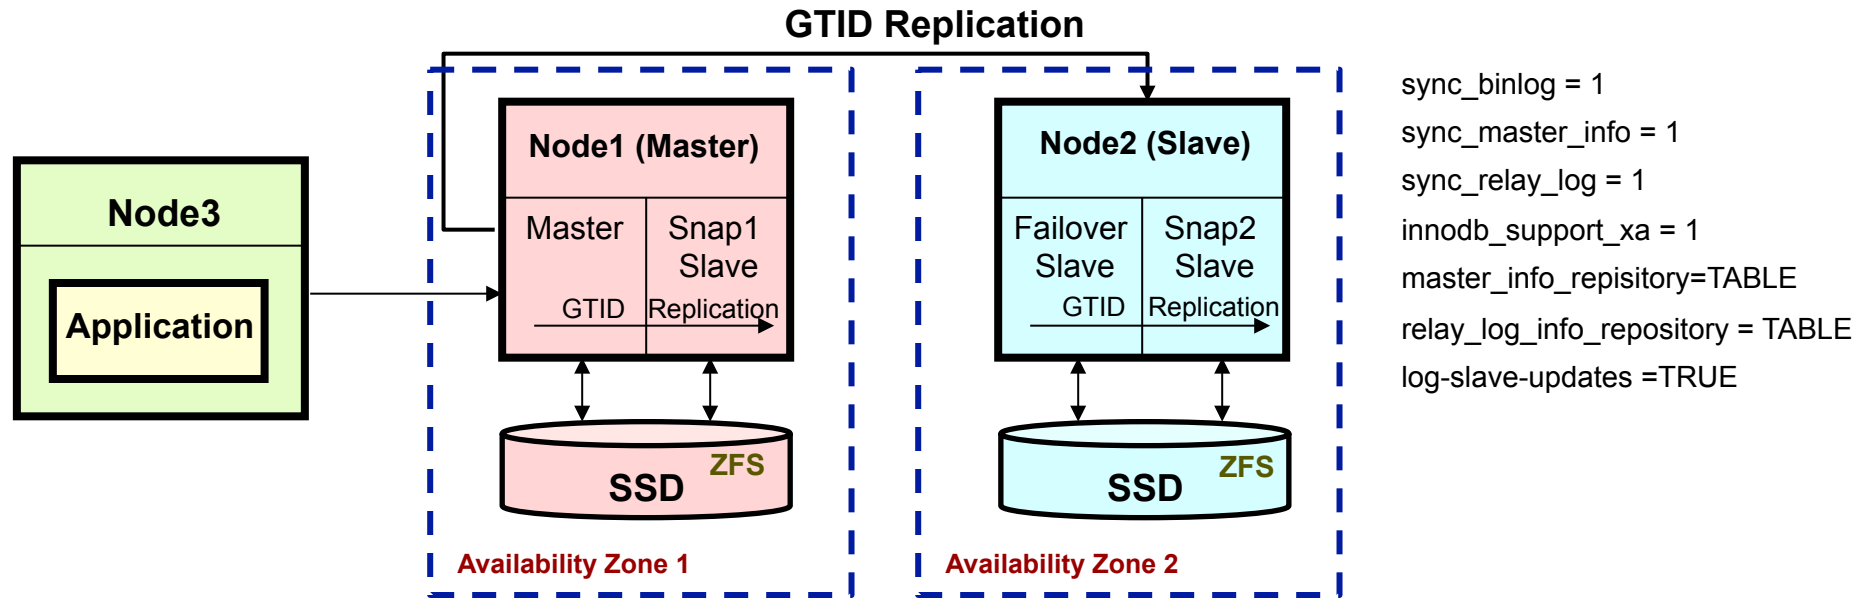 GTID Replication
Node3
Application
Node1 (Master)
Master
Snap1
Slave
GTID
Replication
SSD
ZFS
Availability Zone 1
Node2 (Slave)
Failover
Slave
Snap2
Slave
GTID
Replication
SSD
ZFS
Availability Zone 2
sync_binlog = 1
sync_master_info = 1
sync_relay_log = 1
innodb_support_xa = 1
master_info_repisitory=TABLE
relay_log_info_repository = TABLE
log-slave-updates =TRUE